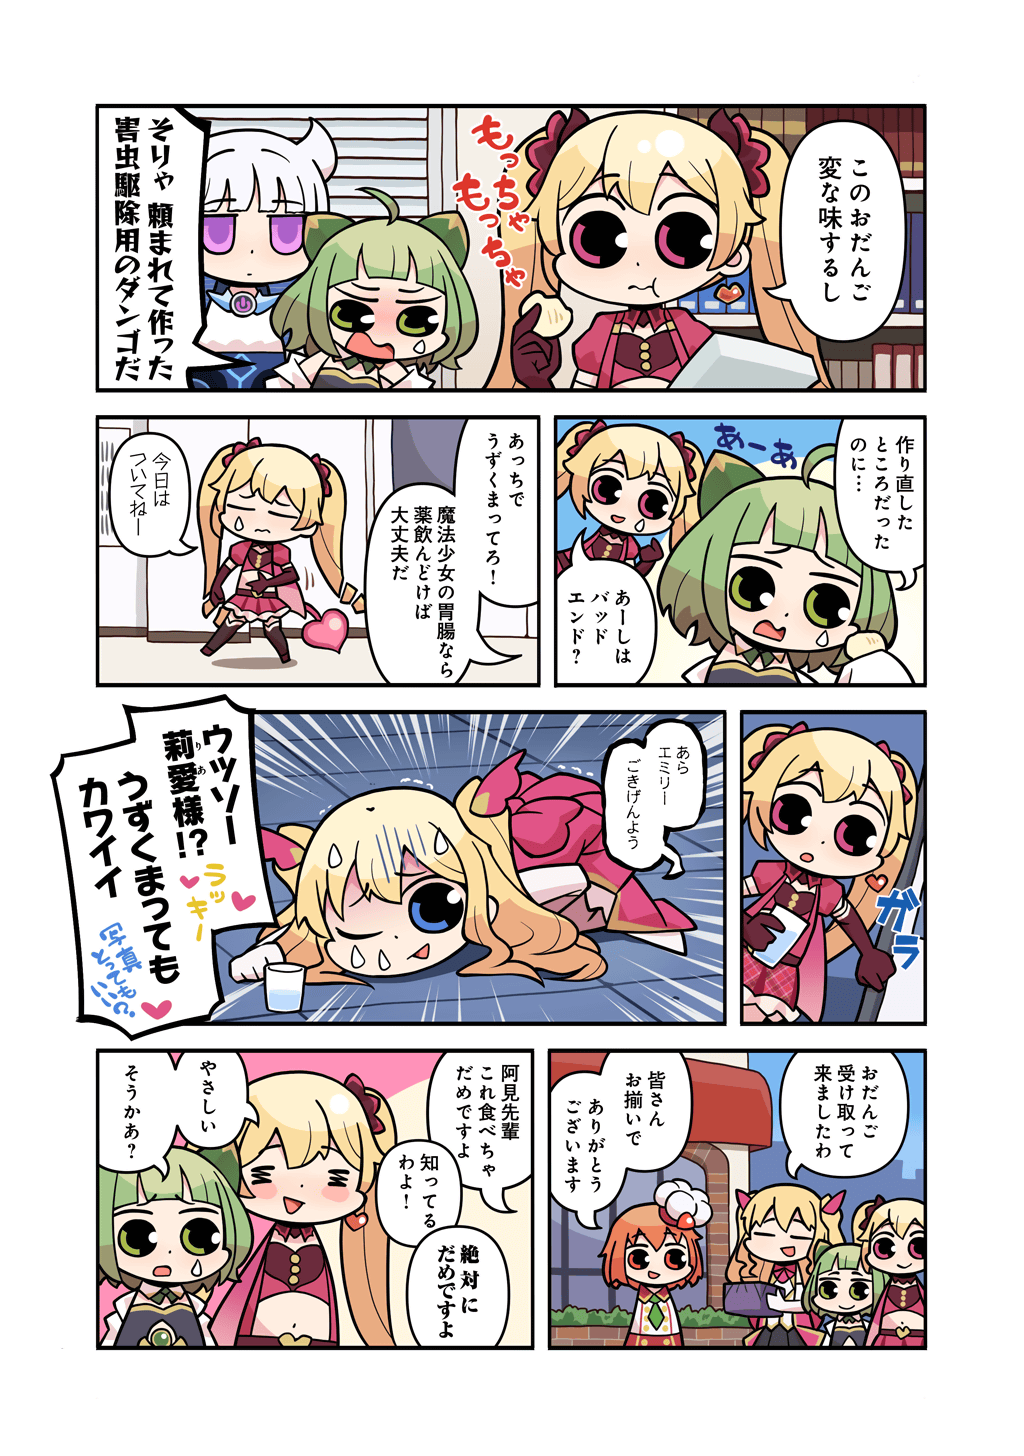 このおだんご
変な味するし
もっちゃ
もっちゃ
そりゃ 頼まれて作った
害虫駆除用のダンゴだ
作り直した
ところだった
のに…
あーあ
あーしは
バッド
エンド？
あっちで
うずくまってろ！
魔法少女の胃腸なら
薬飲んどけば
大丈夫だ
今日は
ついてねー
ガラ
あら
エミリー
ごきげんよう
ウッソー
莉愛様!?
りあ
うずくまっても
カワイイ
ラッキー
写真
とっても
いい？
おだんご
受け取って
来ましたわ
皆さん
お揃いで
ありがとう
ございます
阿見先輩
これ食べちゃ
だめですよ
知ってる
わよ！
絶対に
だめですよ
やさしい
そうかあ？